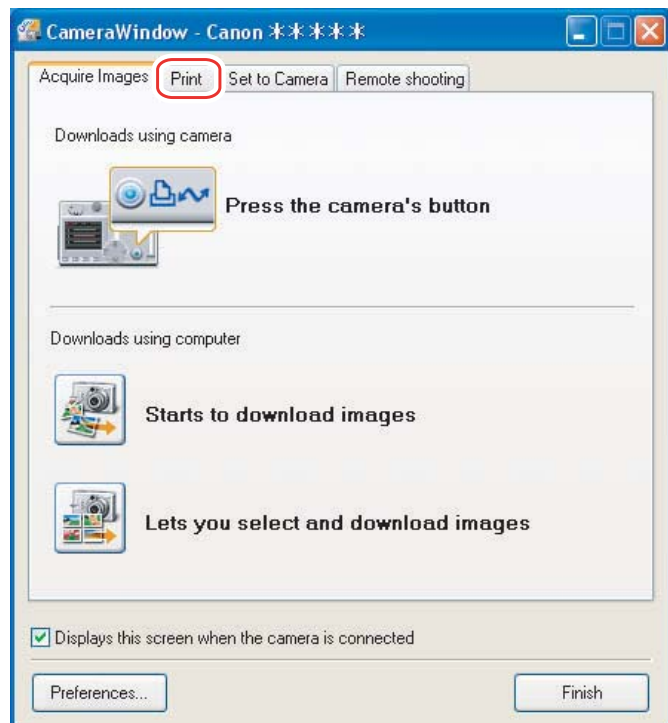 CameraWindow - Canon *****
Acquire Images Print Set to Camera Remote shooting
Downloads using camera
Press the camera's button
Downloads using computer
Starts to download images
Lets you select and download images
Displays this screen when the camera is connected
Preferences... Finish